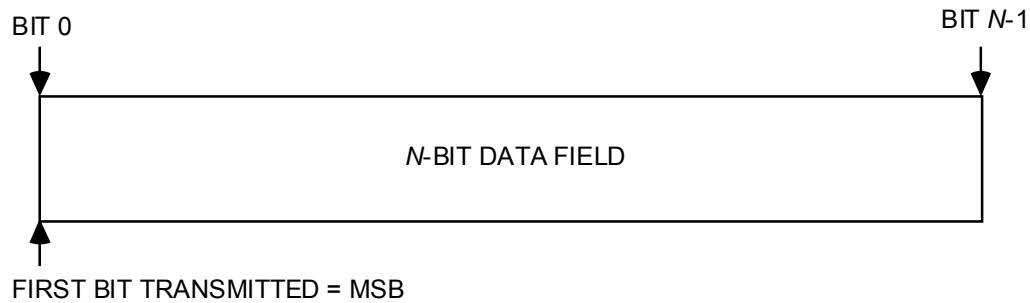 BIT 0
BIT N-1
N-BIT DATA FIELD
FIRST BIT TRANSMITTED = MSB